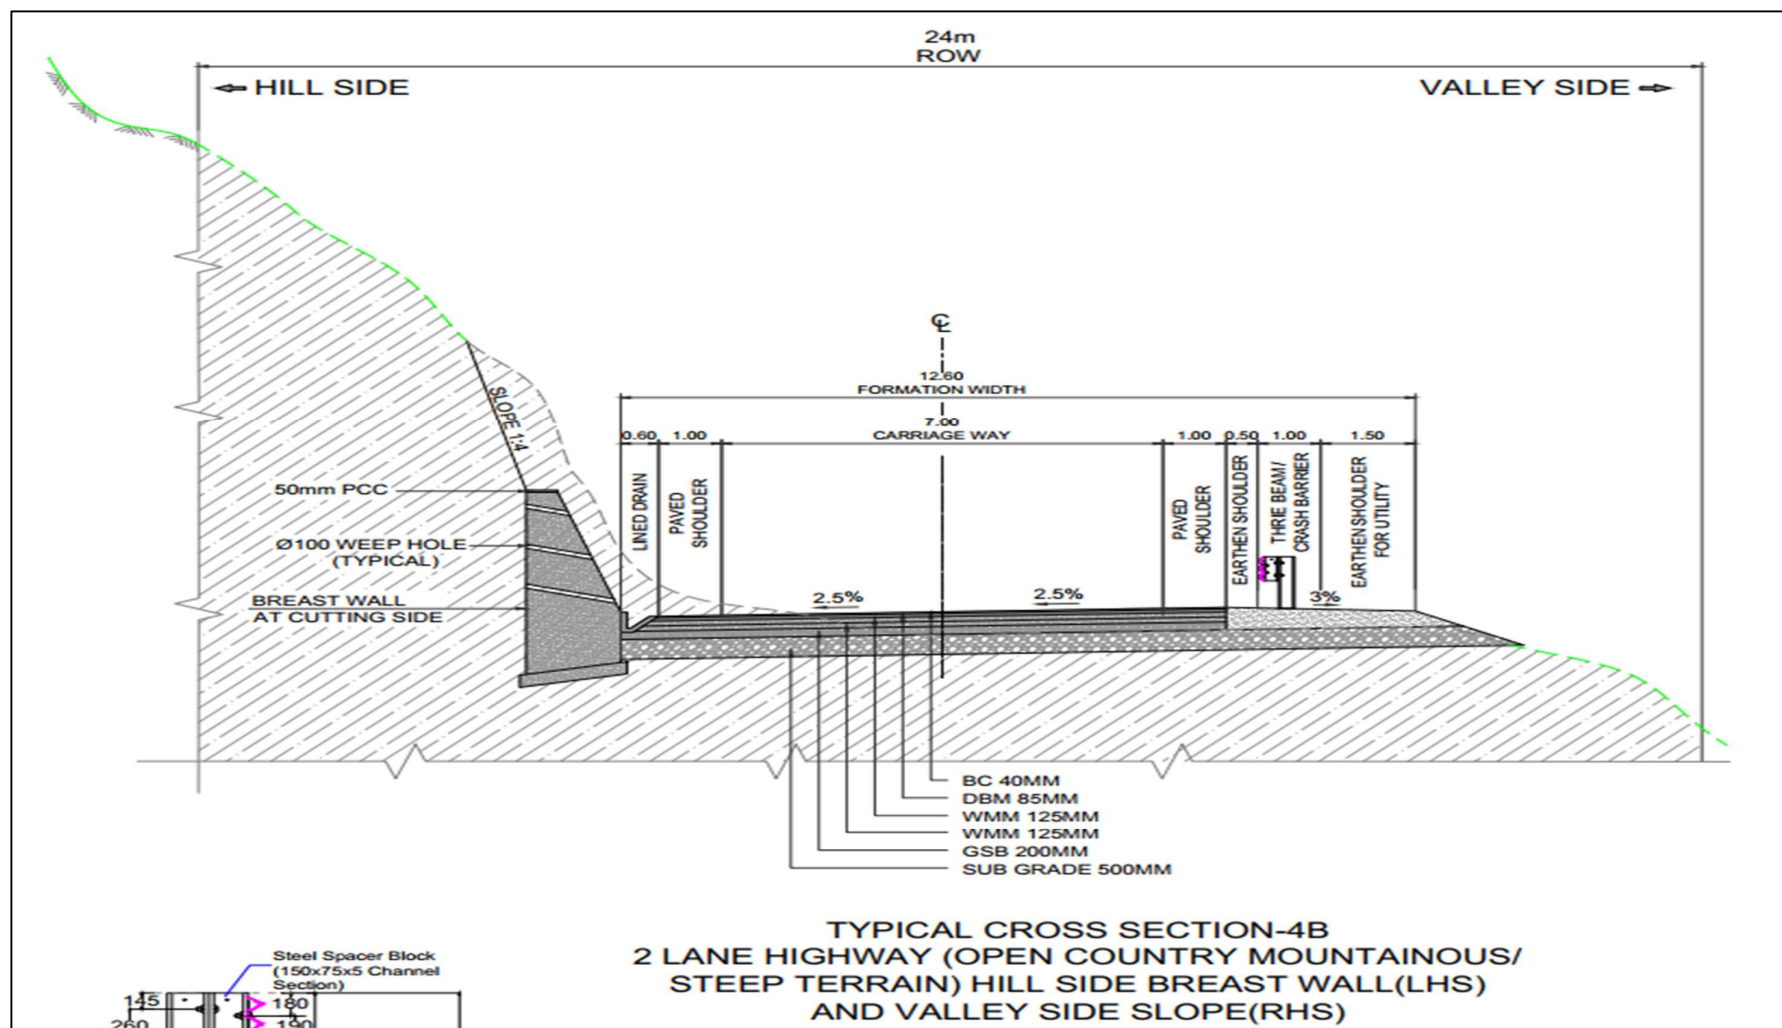 24m
ROW
HILL SIDE
VALLEY SIDE
℄
12.60
FORMATION WIDTH
7.00
CARRIAGE WAY
0.60
1.00
1.00
0.50
1.00
1.50
SLOPE 1:4
LINED DRAIN
PAVED
SHOULDER
PAVED
SHOULDER
EARTHEN SHOULDER
THRIE BEAM/
CRASH BARRIER
EARTHEN SHOULDER
FOR UTILITY
50mm PCC
Ø100 WEEP HOLE
(TYPICAL)
BREAST WALL
AT CUTTING SIDE
2.5%
2.5%
3%
BC 40MM
DBM 85MM
WMM 125MM
WMM 125MM
GSB 200MM
SUB GRADE 500MM
TYPICAL CROSS SECTION-4B
2 LANE HIGHWAY (OPEN COUNTRY MOUNTAINOUS/
STEEP TERRAIN) HILL SIDE BREAST WALL(LHS)
AND VALLEY SIDE SLOPE(RHS)
Steel Spacer Block
(150x75x5 Channel
Section)
145
180
260
190